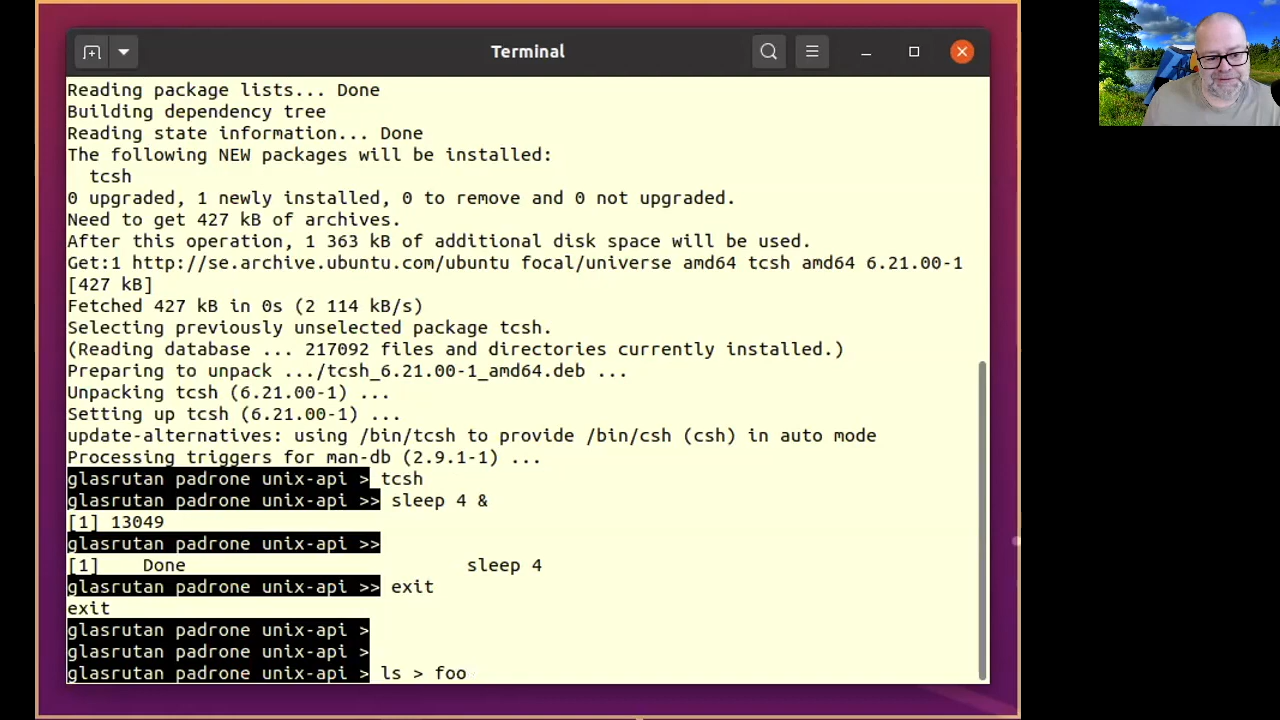 Terminal
Reading package lists... Done
Building dependency tree
Reading state information... Done
The following NEW packages will be installed:
  tcsh
0 upgraded, 1 newly installed, 0 to remove and 0 not upgraded.
Need to get 427 kB of archives.
After this operation, 1 363 kB of additional disk space will be used.
Get:1 http://se.archive.ubuntu.com/ubuntu focal/universe amd64 tcsh amd64 6.21.00-1
[427 kB]
Fetched 427 kB in 0s (2 114 kB/s)
Selecting previously unselected package tcsh.
(Reading database ... 217092 files and directories currently installed.)
Preparing to unpack .../tcsh_6.21.00-1_amd64.deb ...
Unpacking tcsh (6.21.00-1) ...
Setting up tcsh (6.21.00-1) ...
update-alternatives: using /bin/tcsh to provide /bin/csh (csh) in auto mode
Processing triggers for man-db (2.9.1-1) ...
glasrutan padrone unix-api > tcsh
glasrutan padrone unix-api >> sleep 4 &
[1] 13049
glasrutan padrone unix-api >>
[1]    Done                          sleep 4
glasrutan padrone unix-api >> exit
exit
glasrutan padrone unix-api >
glasrutan padrone unix-api >
glasrutan padrone unix-api > ls > foo